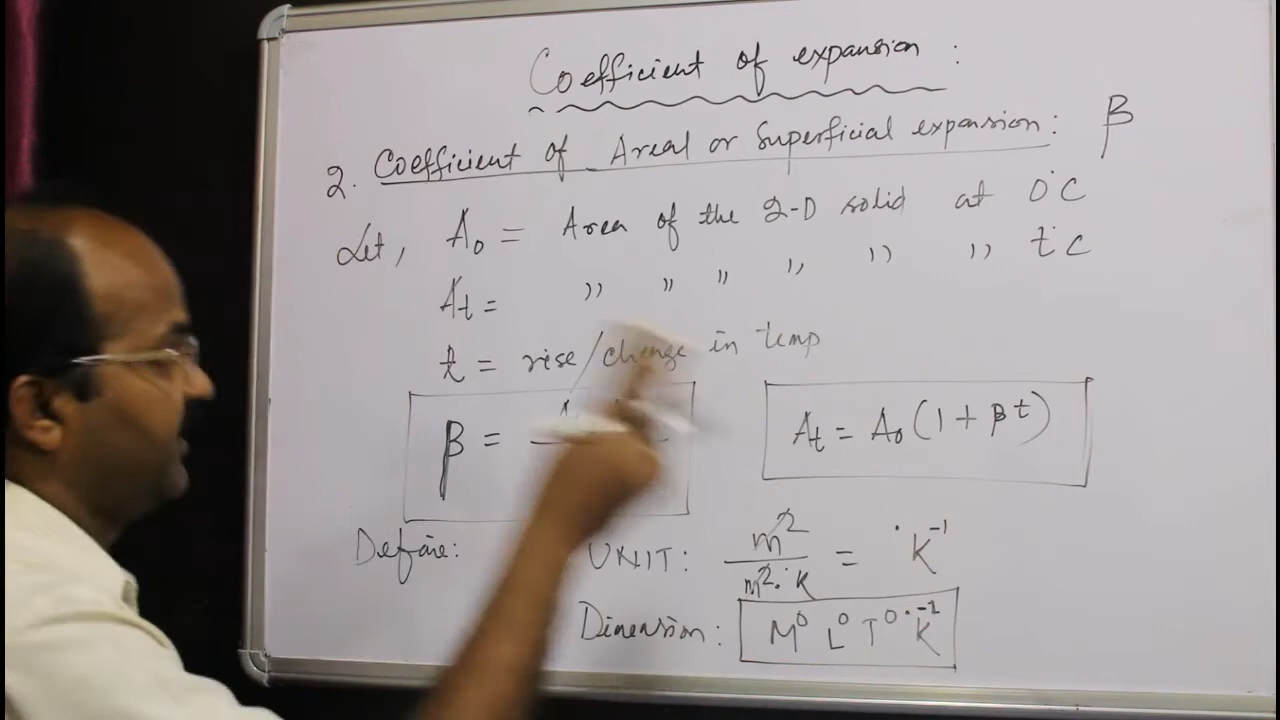 Coefficient of expansion :
2. Coefficient of Areal or Superficial expansion : β
Let, A₀ = Area of the 2-D solid at 0°C
Aₜ = " " " " " " t°C
t = rise/change in temp
β =
Aₜ = A₀ (1 + βt)
Define:
UNIT: m²/m².°K = °K⁻¹
Dimension: M⁰ L⁰ T⁰ °K⁻¹